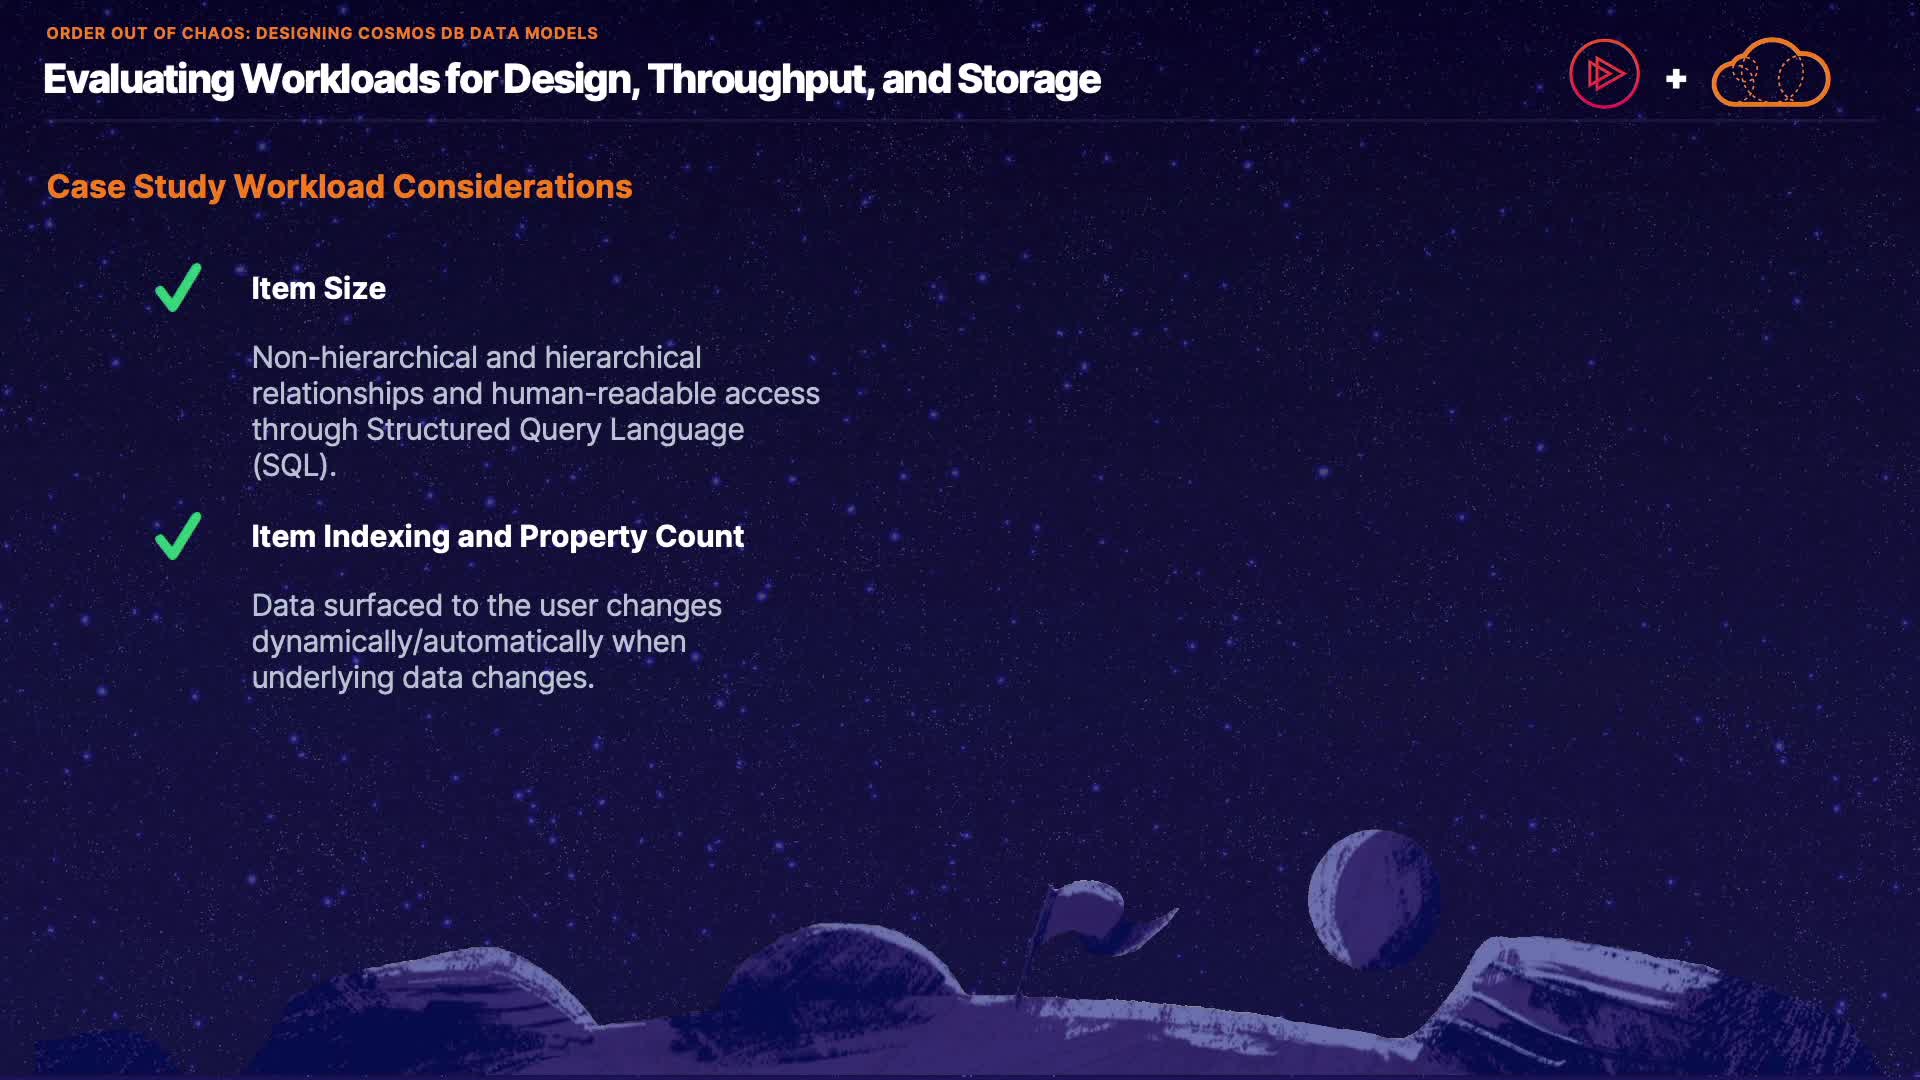 ORDER OUT OF CHAOS: DESIGNING COSMOS DB DATA MODELS
Evaluating Workloads for Design, Throughput, and Storage
+
Case Study Workload Considerations
Item Size
Non-hierarchical and hierarchical
relationships and human-readable access
through Structured Query Language
(SQL).
Item Indexing and Property Count
Data surfaced to the user changes
dynamically/automatically when
underlying data changes.